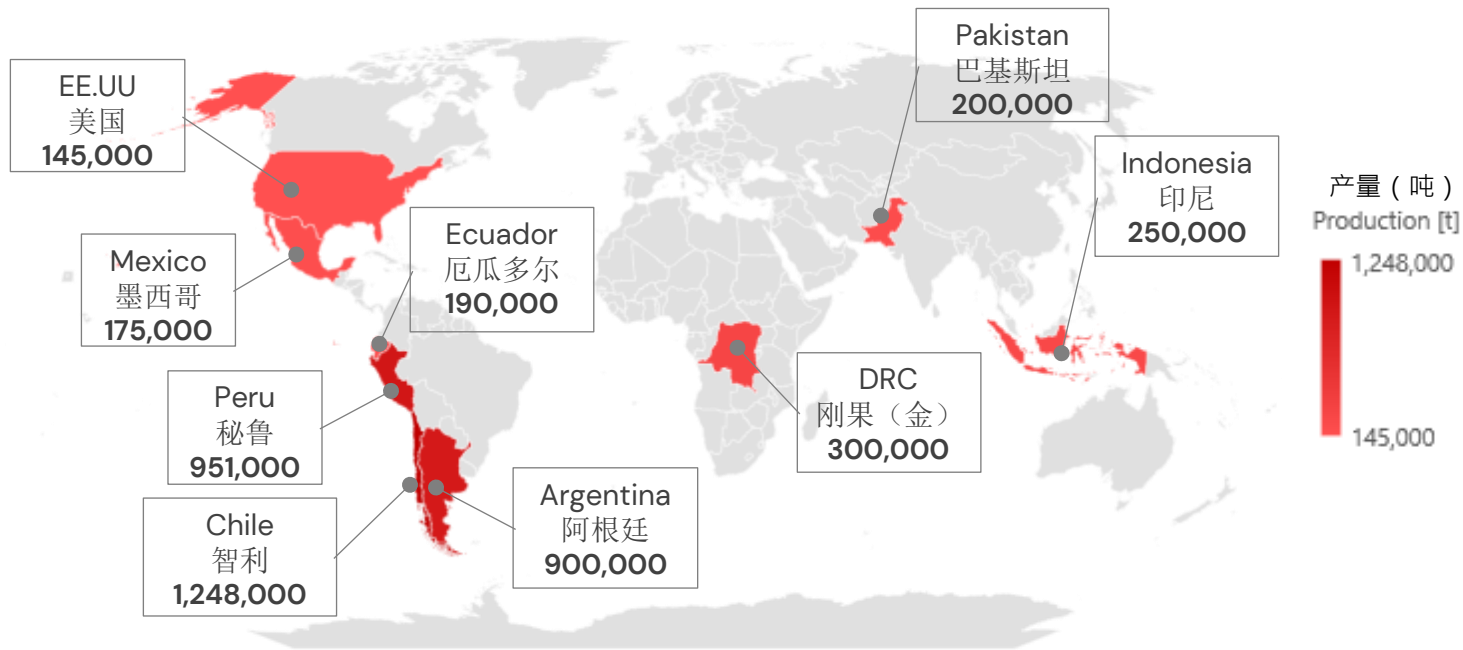 EE.UU
美国
145,000
Mexico
墨西哥
175,000
Ecuador
厄瓜多尔
190,000
Peru
秘鲁
951,000
Chile
智利
1,248,000
Argentina
阿根廷
900,000
DRC
刚果（金）
300,000
Pakistan
巴基斯坦
200,000
Indonesia
印尼
250,000
产量（吨）
Production [t]
1,248,000
145,000